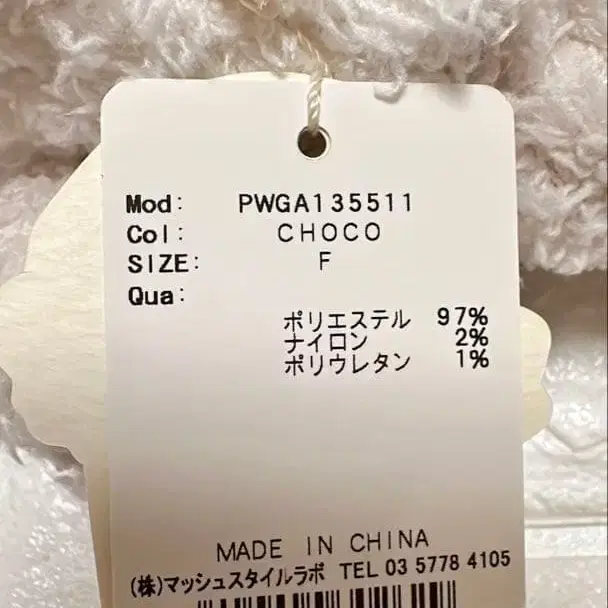 Mod: PWGA135511
Col: CHOCO
SIZE: F
Qua:
ポリエステル 97%
ナイロン 2%
ポリウレタン 1%
MADE IN CHINA
(株)マッシュスタイルラボ TEL 03 5778 4105